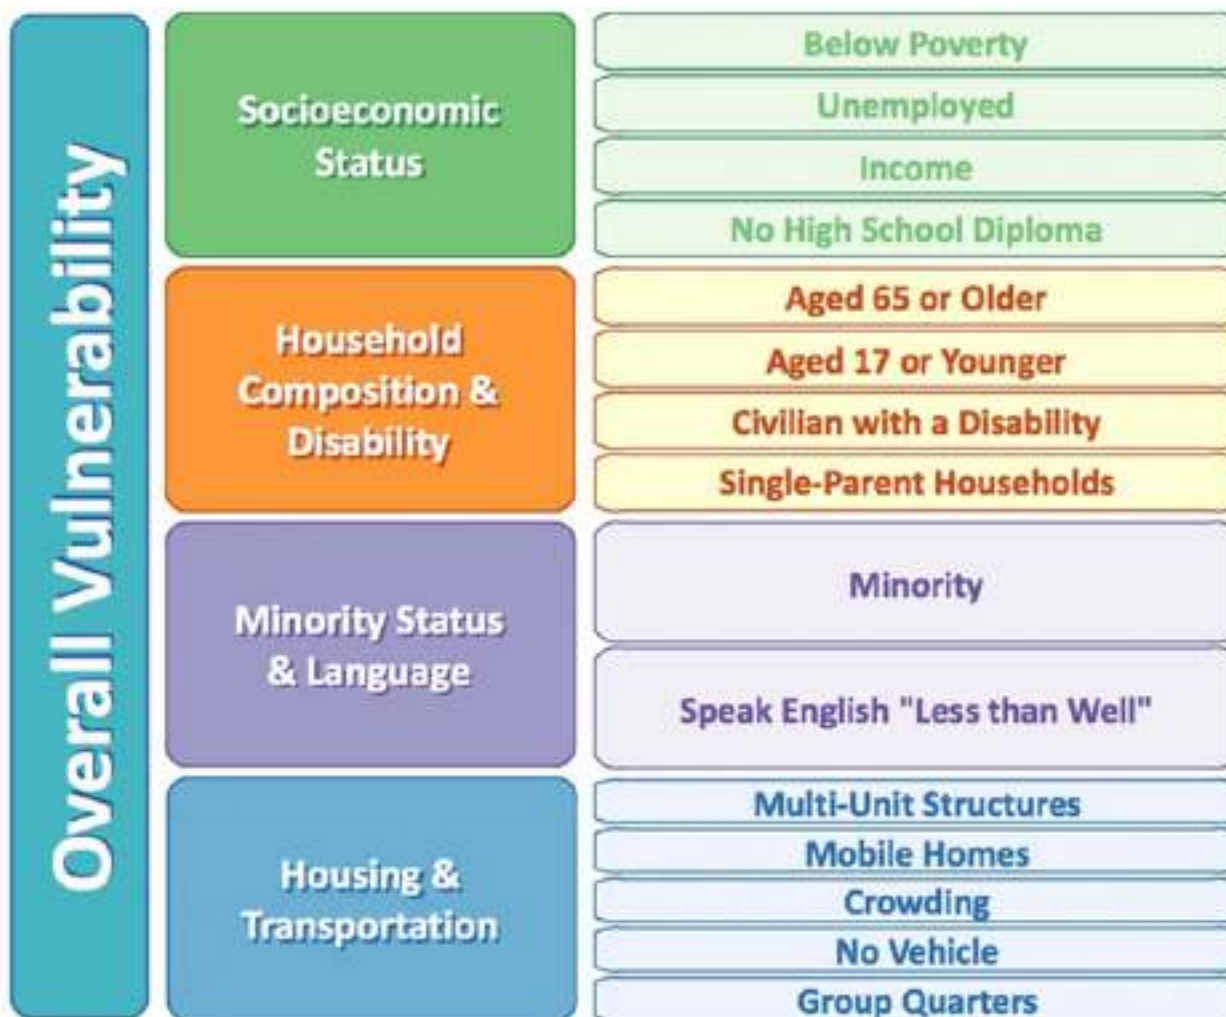 Overall Vulnerability
Socioeconomic
Status
Below Poverty
Unemployed
Income
No High School Diploma
Household
Composition &
Disability
Aged 65 or Older
Aged 17 or Younger
Civilian with a Disability
Single-Parent Households
Minority Status
& Language
Minority
Speak English "Less than Well"
Housing &
Transportation
Multi-Unit Structures
Mobile Homes
Crowding
No Vehicle
Group Quarters